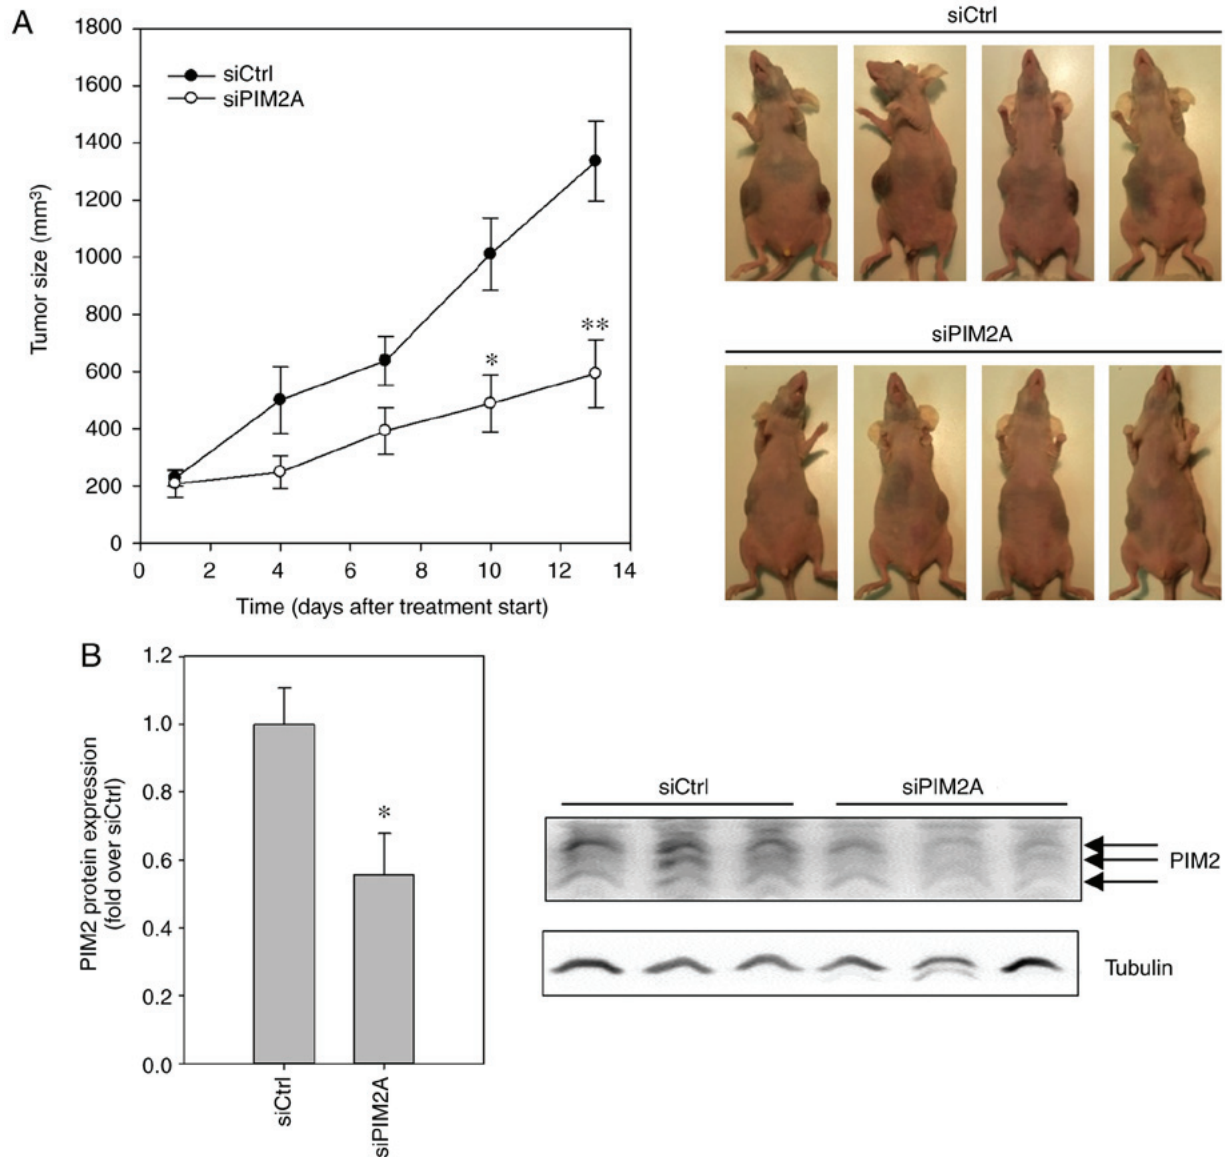 A
1800
1600
1400
1200
1000
800
600
400
200
0
Tumor size (mm³)
siCtrl
siPIM2A
*
**
0 2 4 6 8 10 12 14
Time (days after treatment start)
siCtrl
siPIM2A
B
1.2
1.0
0.8
0.6
0.4
0.2
0.0
PIM2 protein expression
(fold over siCtrl)
*
siCtrl
siPIM2A
siCtrl siPIM2A
PIM2
Tubulin